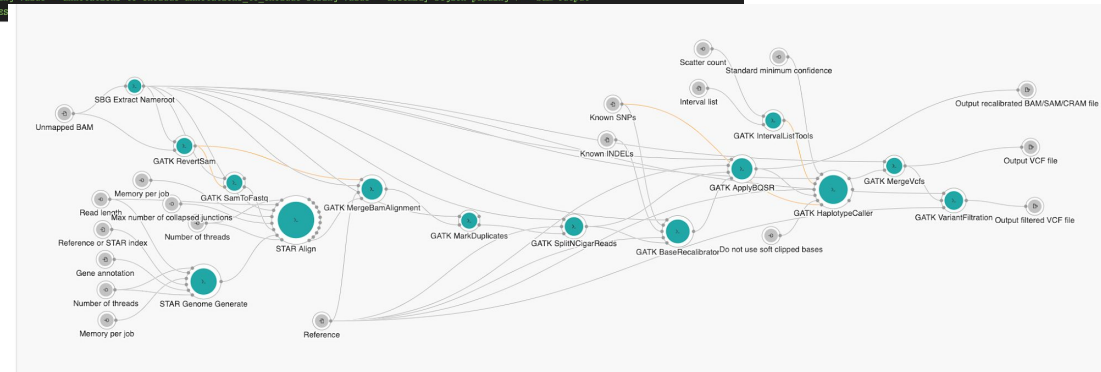 Scatter count
Standard minimum confidence
SBG Extract Nameroot
Interval list
Output recalibrated BAM/SAM/CRAM file
Unmapped BAM
Known SNPs
GATK IntervalListTools
Known INDELs
Output VCF file
GATK RevertSam
GATK ApplyBQSR
GATK MergeVcfs
Memory per job
GATK SamToFastq
GATK MergeBamAlignment
Read length
Max number of collapsed junctions
GATK HaplotypeCaller
GATK VariantFiltration
Output filtered VCF file
Number of threads
GATK MarkDuplicates
Reference or STAR index
STAR Align
GATK SplitNCigarReads
GATK BaseRecalibrator
Do not use soft clipped bases
Gene annotation
Number of threads
STAR Genome Generate
Memory per job
Reference